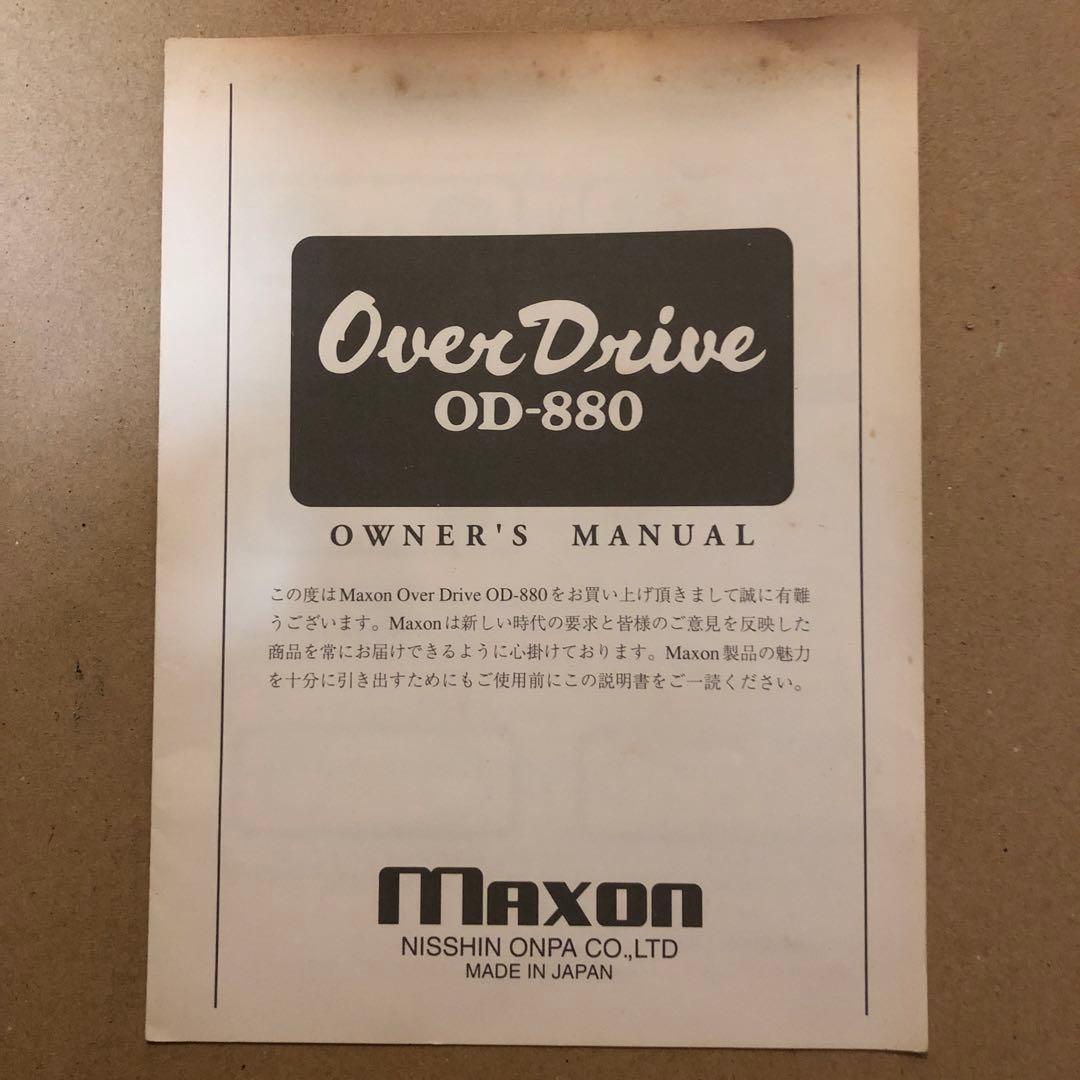 Over Drive
OD-880
OWNER'S MANUAL
この度はMaxon Over Drive OD-880をお買い上げ頂きまして誠に有難
うございます。Maxonは新しい時代の要求と皆様のご意見を反映した
商品を常にお届けできるように心掛けております。Maxon製品の魅力
を十分に引き出すためにもご使用前にこの説明書をご一読ください。
maxon
NISSHIN ONPA CO.,LTD
MADE IN JAPAN